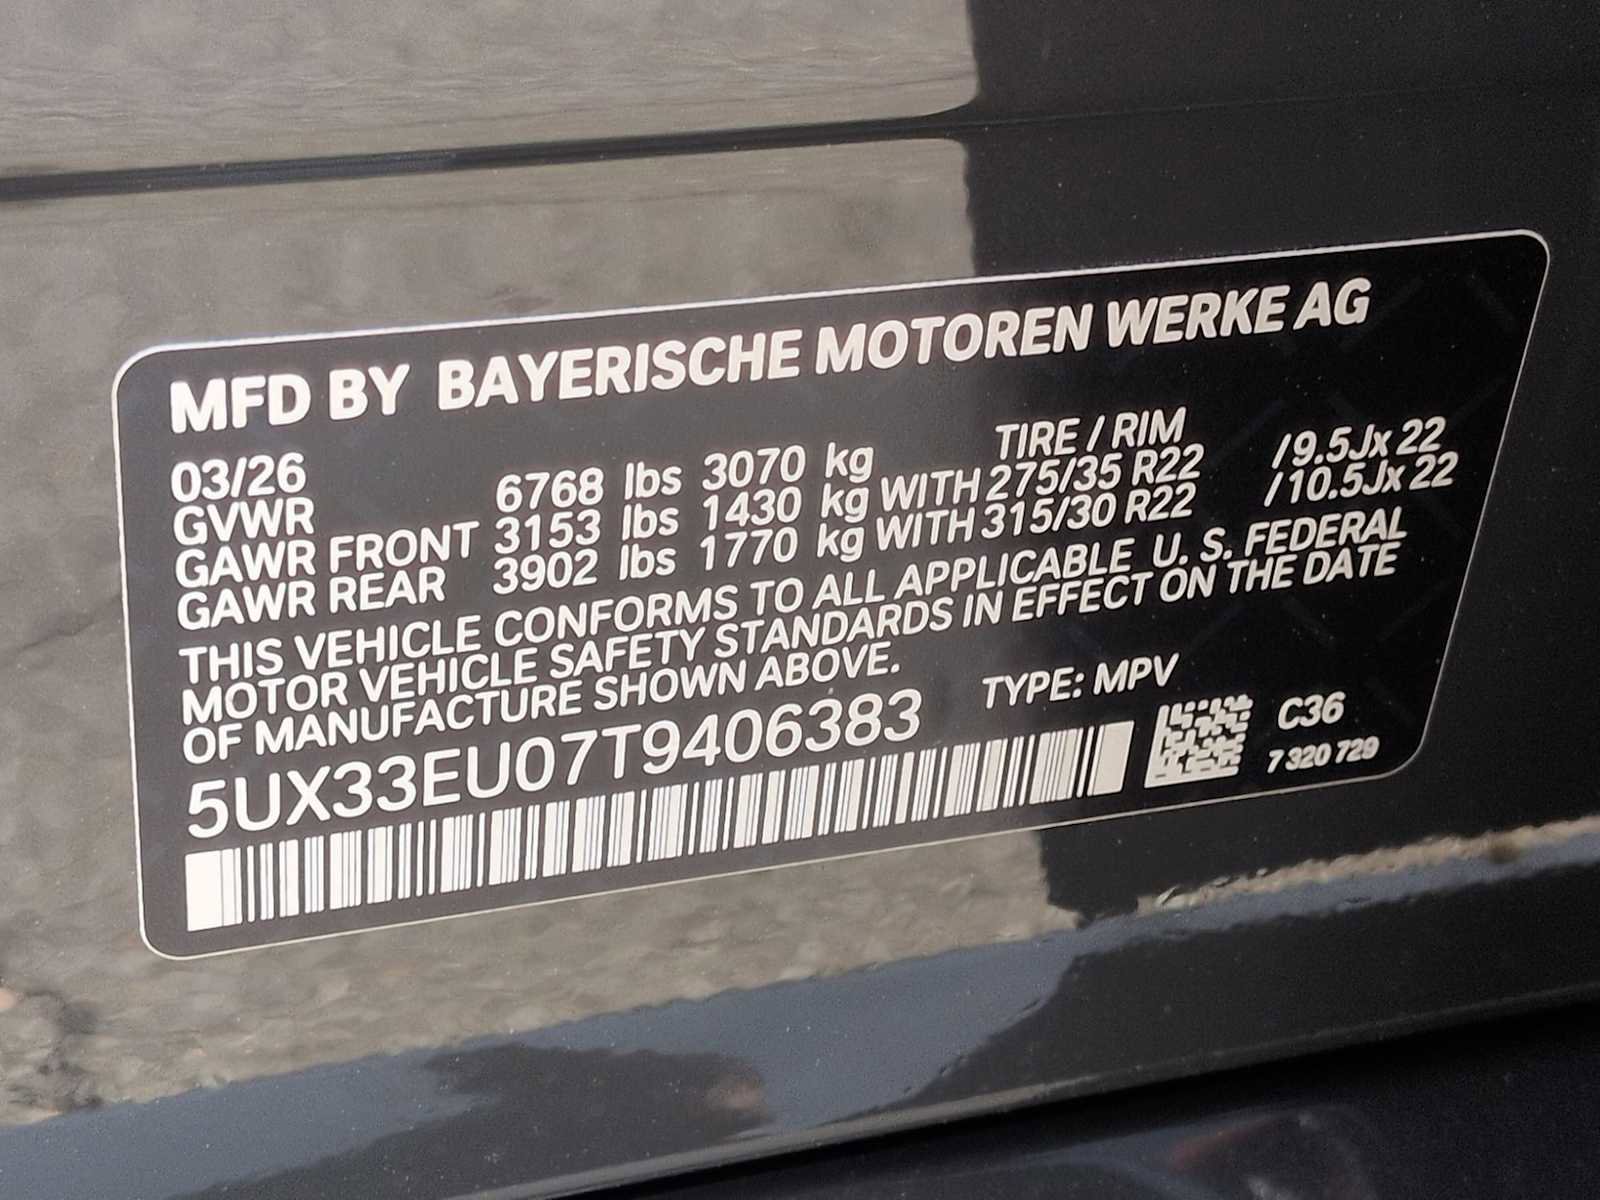 MFD BY BAYERISCHE MOTOREN WERKE AG
03/26 TIRE / RIM
GVWR 6768 lbs 3070 kg
GAWR FRONT 3153 lbs 1430 kg WITH 275/35 R22 /9.5Jx 22
GAWR REAR 3902 lbs 1770 kg WITH 315/30 R22 /10.5Jx 22
THIS VEHICLE CONFORMS TO ALL APPLICABLE U. S. FEDERAL
MOTOR VEHICLE SAFETY STANDARDS IN EFFECT ON THE DATE
OF MANUFACTURE SHOWN ABOVE.
5UX33EU07T9406383 TYPE: MPV
C36
7 320 729